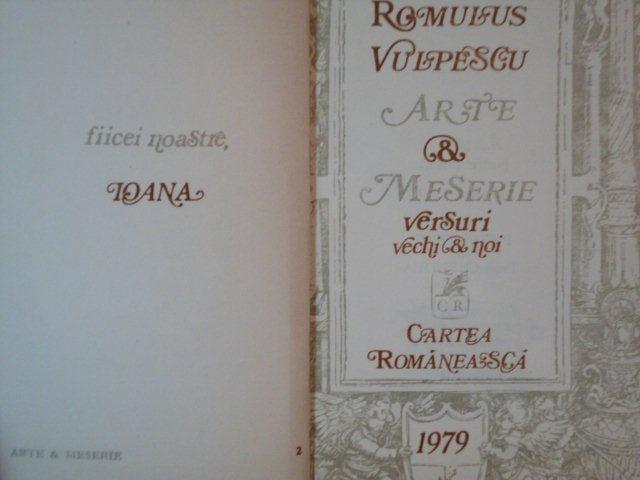 fiicei noastre,
IOANA
ARTE & MESERIE
2
ROMULUS
VULPESCU
ARTE
&
MESERIE
versuri
vechi & noi
C R
CARTEA
ROMÂNEASCĂ
1979